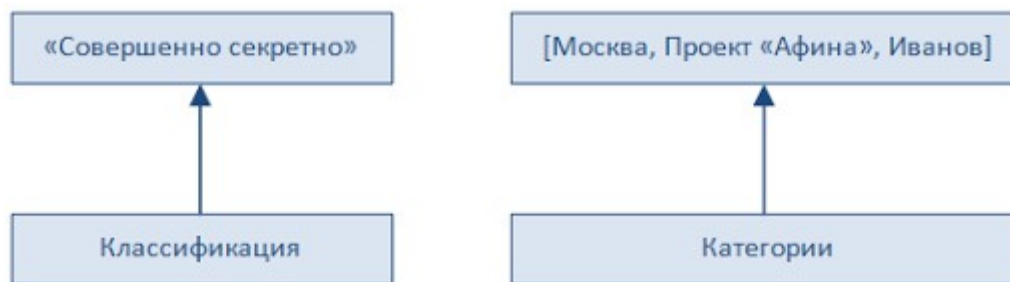 «Совершенно секретно»
[Москва, Проект «Афина», Иванов]
Классификация
Категории